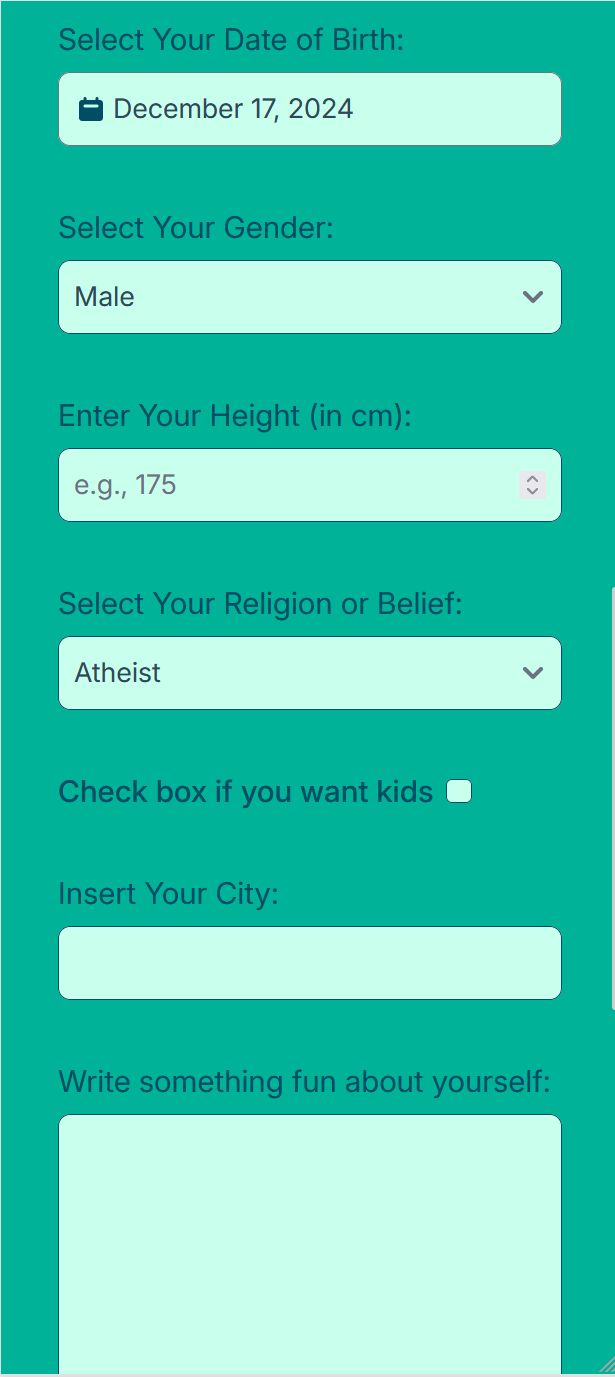 Select Your Date of Birth:
December 17, 2024
Select Your Gender:
Male
Enter Your Height (in cm):
e.g., 175
Select Your Religion or Belief:
Atheist
Check box if you want kids
Insert Your City:
Write something fun about yourself: